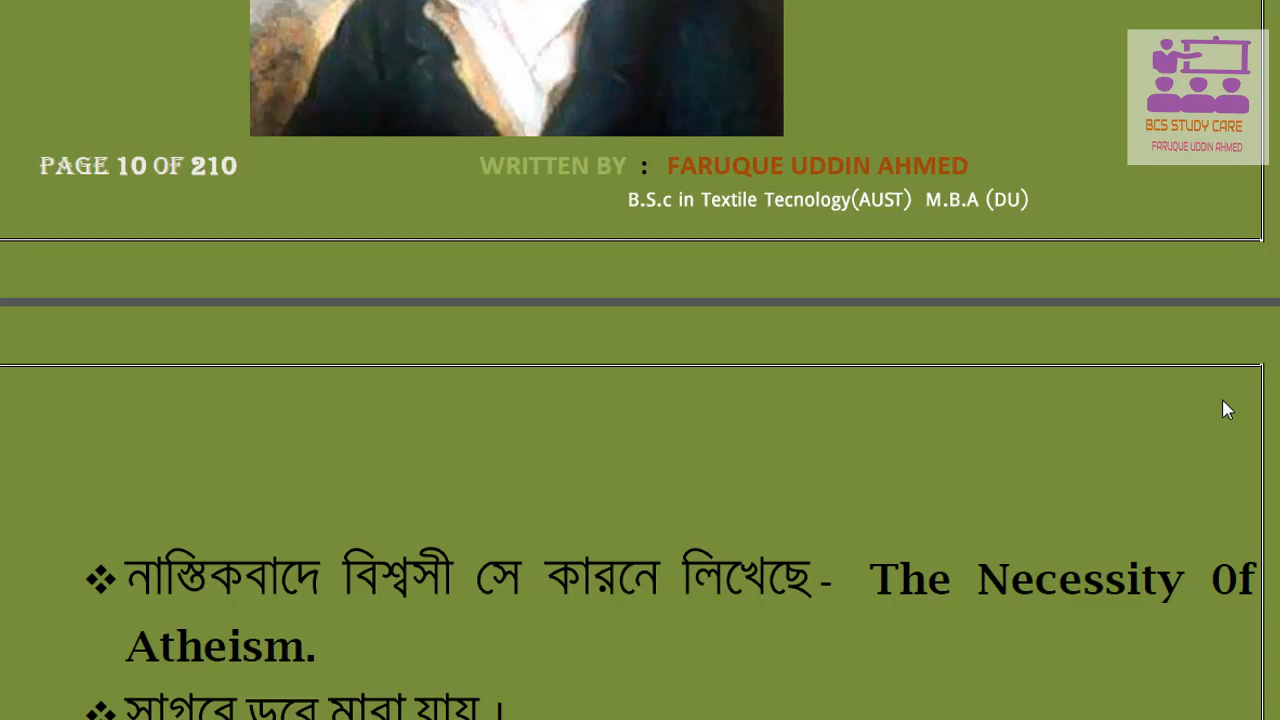 BCS STUDY CARE
FARUQUE UDDIN AHMED
PAGE 10 OF 210
WRITTEN BY : FARUQUE UDDIN AHMED
B.S.c in Textile Tecnology(AUST) M.B.A (DU)
❖ নাস্তিকবাদে বিশ্বসী সে কারনে লিখেছে- The Necessity Of
Atheism.
❖ সাগরে ডুবে মারা যায়।